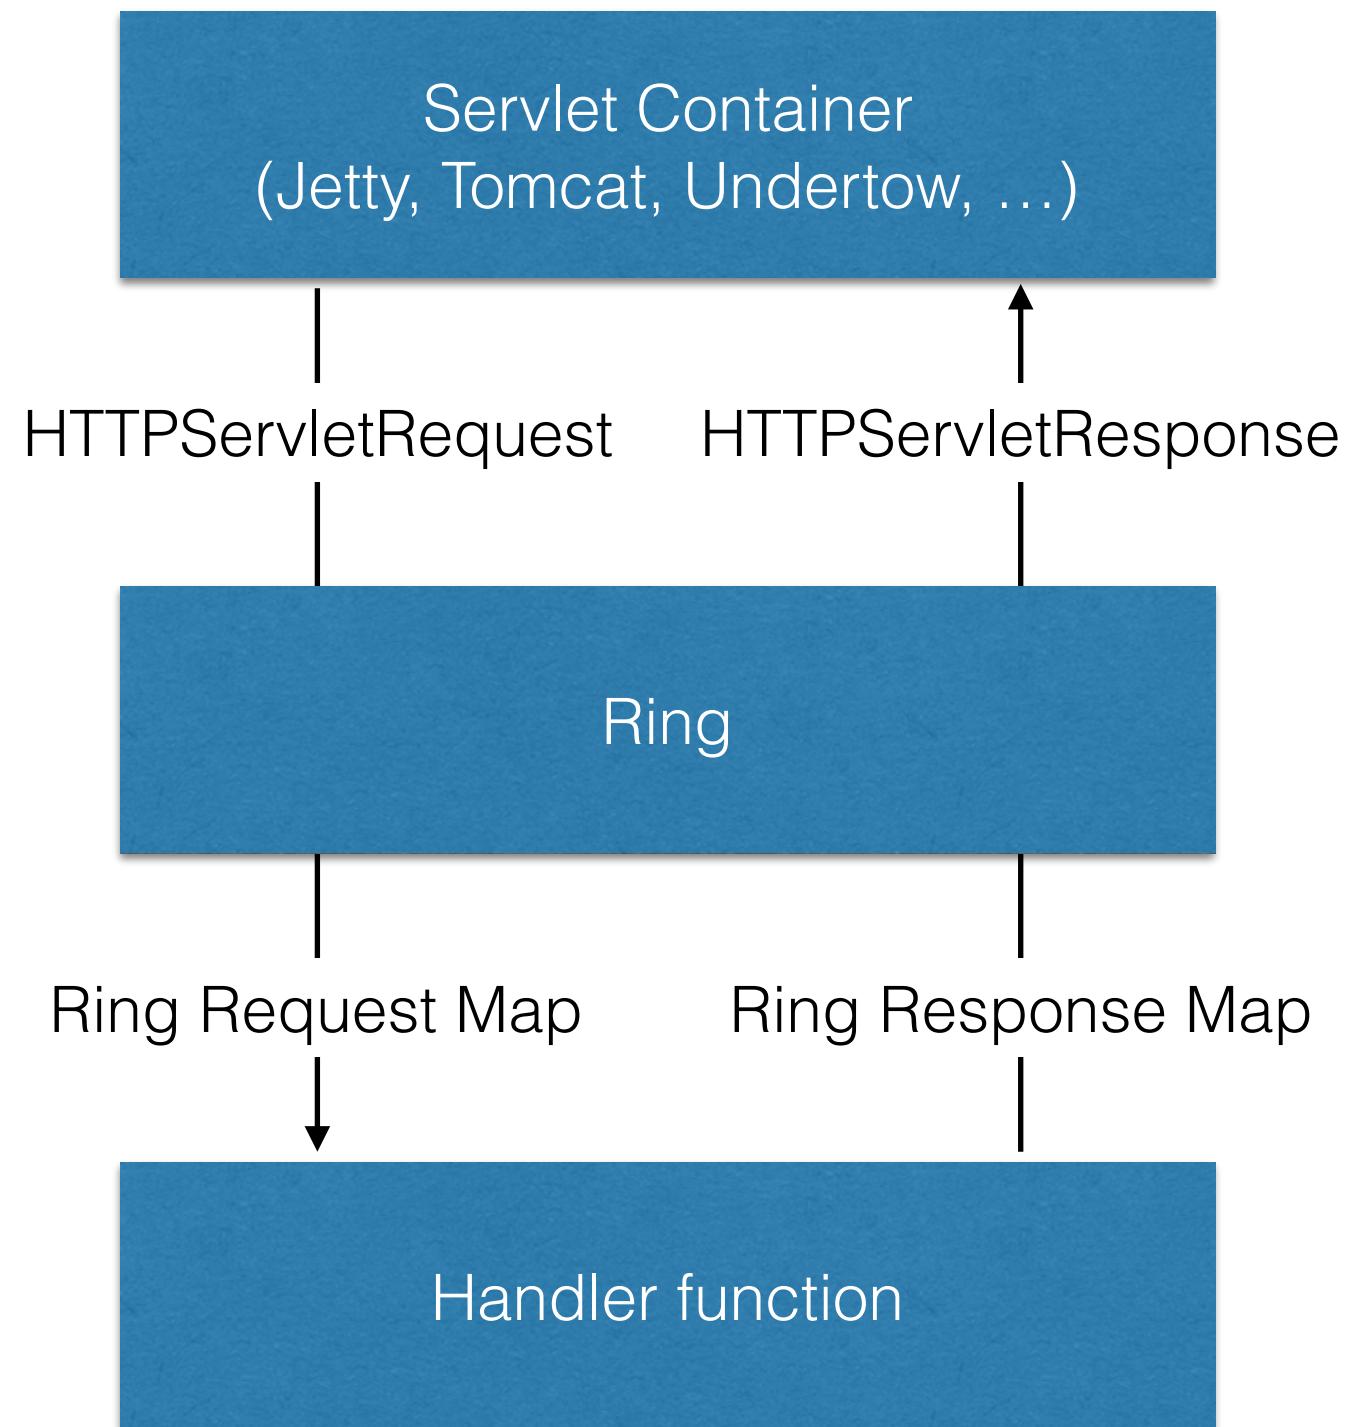 Servlet Container
(Jetty, Tomcat, Undertow, …)
HTTPServletRequest
HTTPServletResponse
Ring
Ring Request Map
Ring Response Map
Handler function